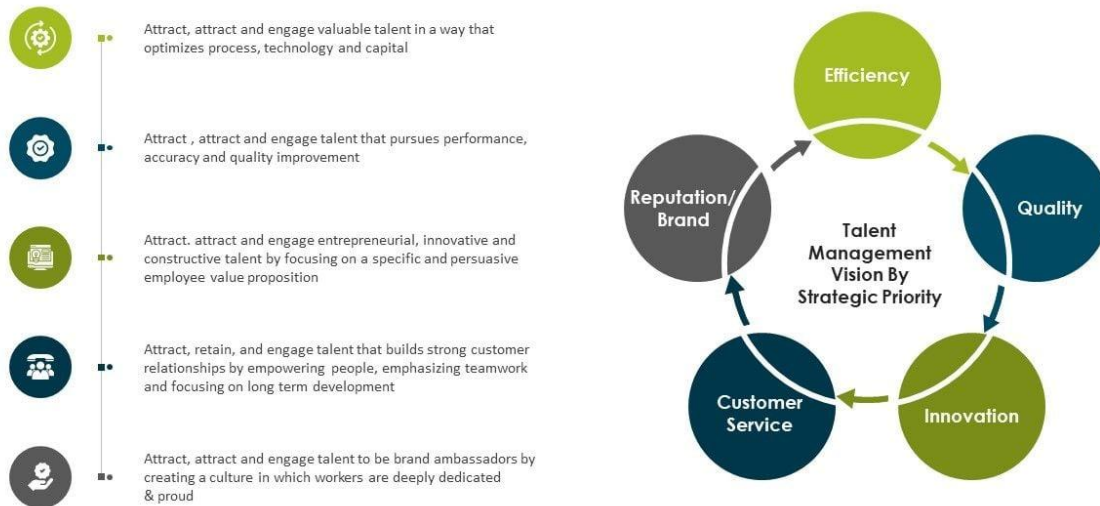 Attract, attract and engage valuable talent in a way that
optimizes process, technology and capital
Attract , attract and engage talent that pursues performance,
accuracy and quality improvement
Attract. attract and engage entrepreneurial, innovative and
constructive talent by focusing on a specific and persuasive
employee value proposition
Attract, retain, and engage talent that builds strong customer
relationships by empowering people, emphasizing teamwork
and focusing on long term development
Attract, attract and engage talent to be brand ambassadors by
creating a culture in which workers are deeply dedicated
& proud
Efficiency
Quality
Innovation
Customer
Service
Reputation/
Brand
Talent
Management
Vision By
Strategic Priority